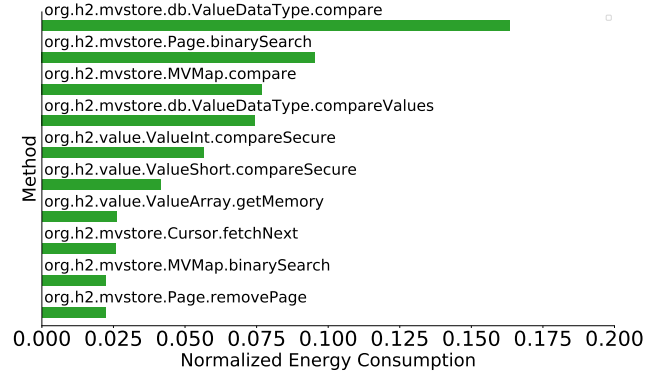 org.h2.mvstore.db.ValueDataType.compare
org.h2.mvstore.Page.binarySearch
org.h2.mvstore.MVMap.compare
org.h2.mvstore.db.ValueDataType.compareValues
org.h2.value.ValueInt.compareSecure
org.h2.value.ValueShort.compareSecure
org.h2.value.ValueArray.getMemory
org.h2.mvstore.Cursor.fetchNext
org.h2.mvstore.MVMap.binarySearch
org.h2.mvstore.Page.removePage
Method
0.000 0.025 0.050 0.075 0.100 0.125 0.150 0.175 0.200
Normalized Energy Consumption